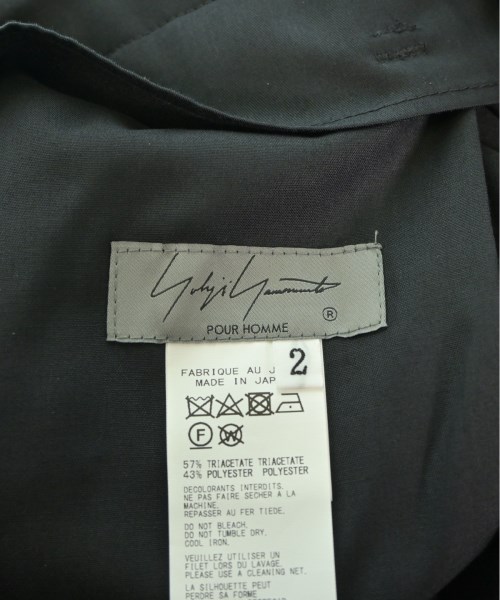 Yohji Yamamoto
®
POUR HOMME
2
FABRIQUE AU J
MADE IN JAP
F
W
57% TRIACETATE TRIACETATE
43% POLYESTER POLYESTER
DECOLORANTS INTERDITS.
NE PAS FAIRE SECHER A LA
MACHINE.
REPASSER AU FER TIEDE.
DO NOT BLEACH.
DO NOT TUMBLE DRY.
COOL IRON.
VEUILLEZ UTILISER UN
FILET LORS DU LAVAGE.
PLEASE USE A CLEANING NET.
LA SILHOUETTE PEUT
PERDRE SA FORME